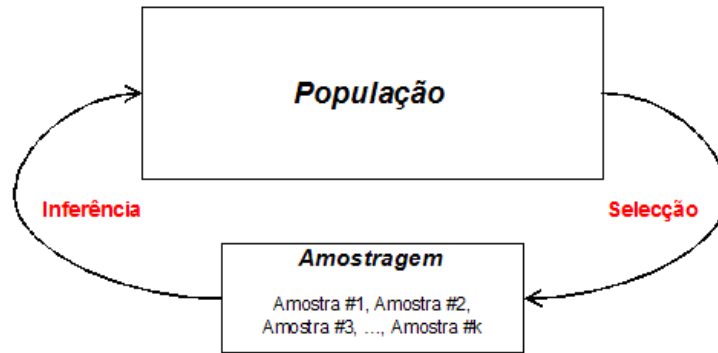 População
Inferência
Selecção
Amostragem
Amostra #1, Amostra #2,
Amostra #3, ..., Amostra #k